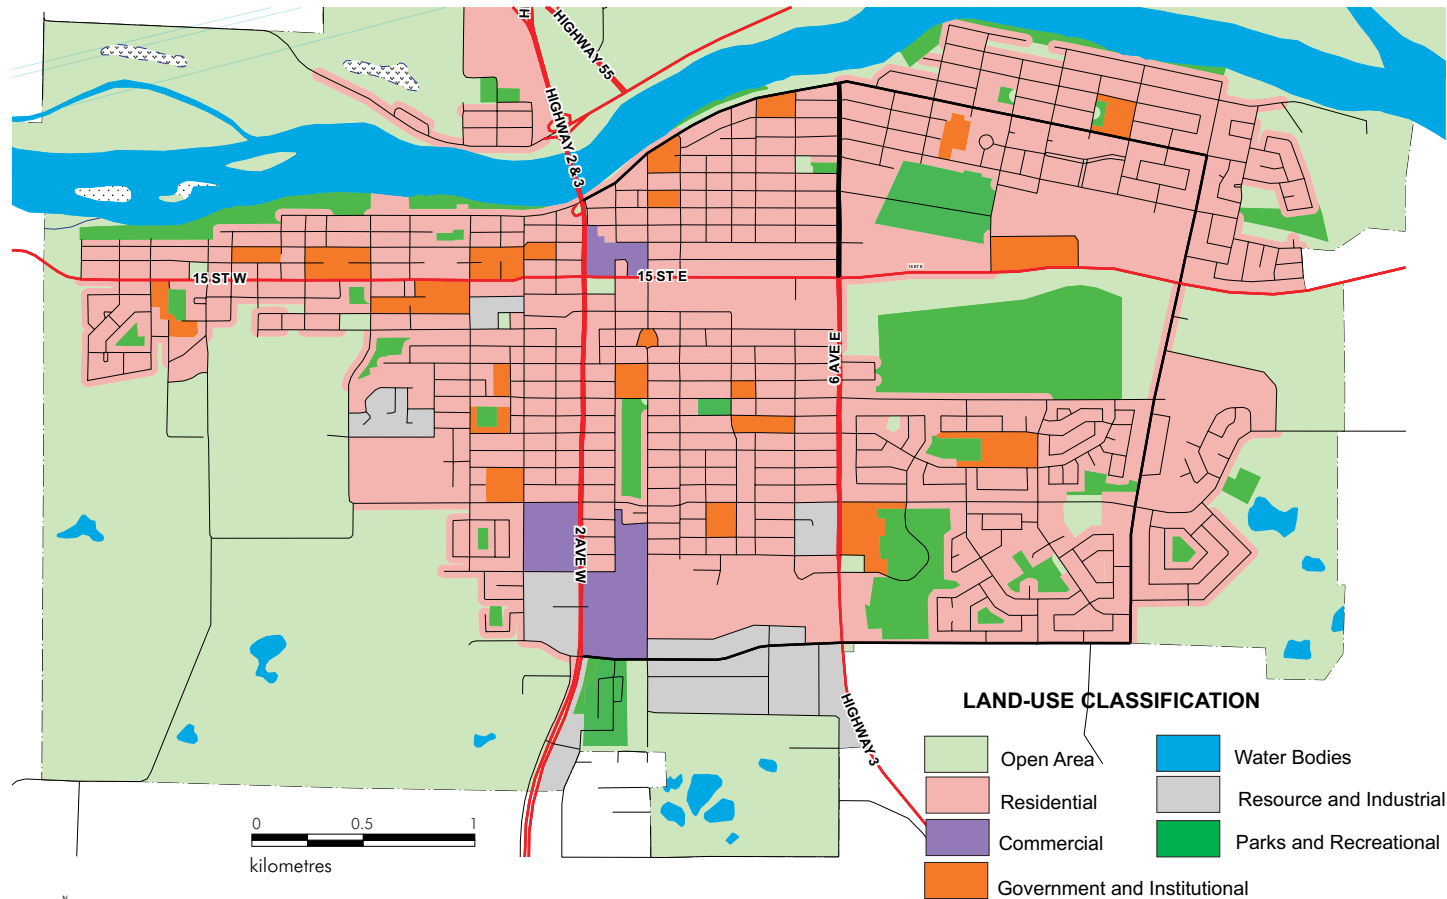 H
HIGHWAY 55
HIGHWAY 2 & 3
15 ST W
15 ST E
15 ST E
6 AVE E
2 AVE W
HIGHWAY 3
LAND-USE CLASSIFICATION
Open Area
Water Bodies
Residential
Resource and Industrial
Commercial
Parks and Recreational
Government and Institutional
0 0.5 1
kilometres
N